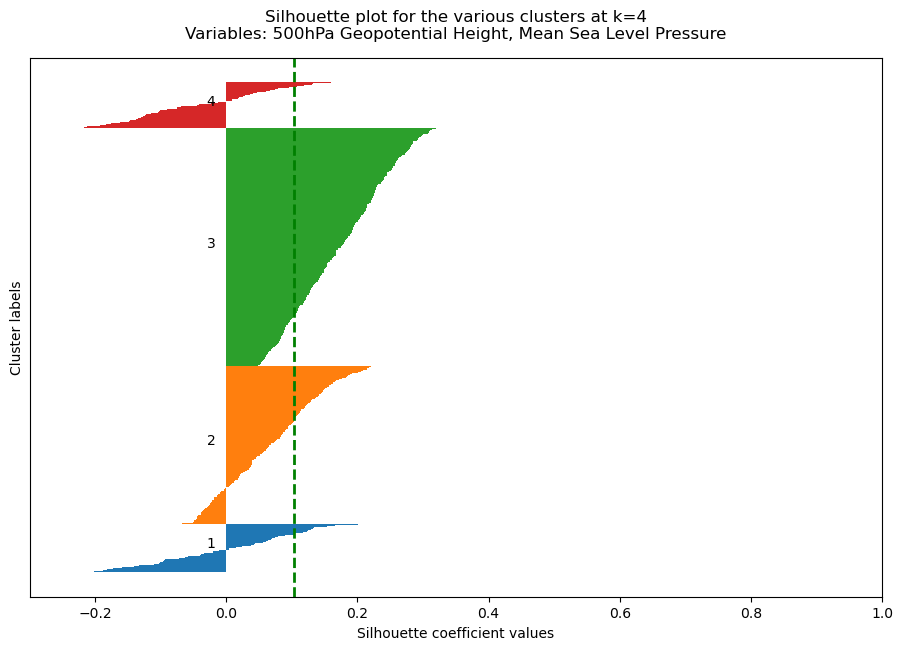 Silhouette plot for the various clusters at k=4
Variables: 500hPa Geopotential Height, Mean Sea Level Pressure
Cluster labels
4
3
2
1
−0.2 0.0 0.2 0.4 0.6 0.8 1.0
Silhouette coefficient values